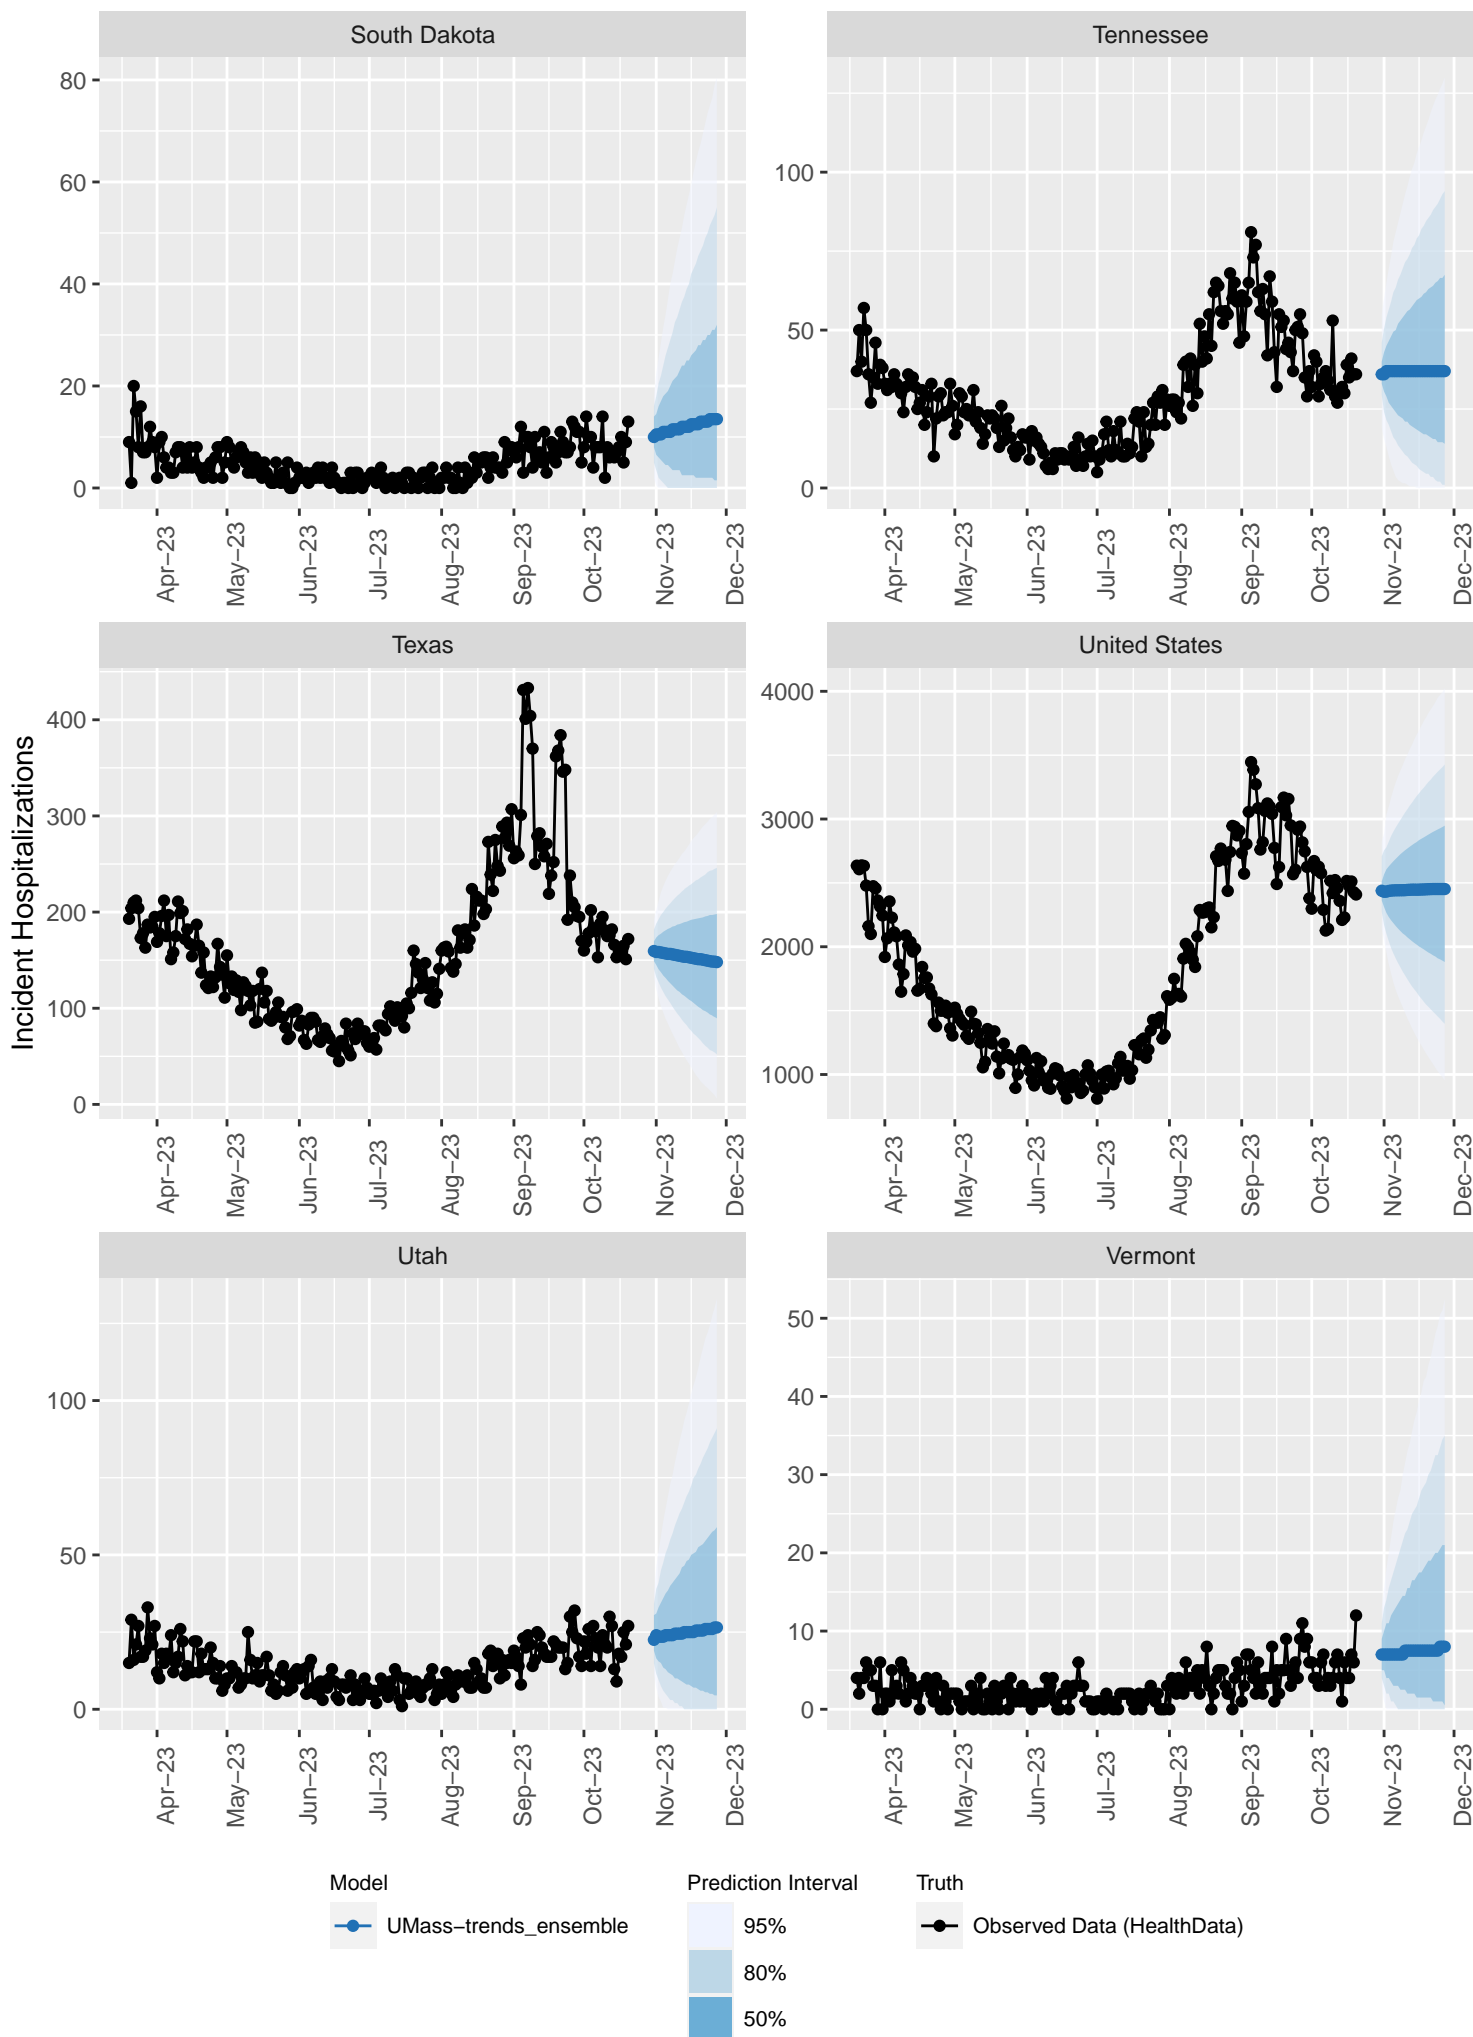 South Dakota
Tennessee
80
60
40
20
0
100
50
0
Apr−23
May−23
Jun−23
Jul−23
Aug−23
Sep−23
Oct−23
Nov−23
Dec−23
Apr−23
May−23
Jun−23
Jul−23
Aug−23
Sep−23
Oct−23
Nov−23
Dec−23
Incident Hospitalizations
Texas
United States
400
300
200
100
0
4000
3000
2000
1000
Apr−23
May−23
Jun−23
Jul−23
Aug−23
Sep−23
Oct−23
Nov−23
Dec−23
Apr−23
May−23
Jun−23
Jul−23
Aug−23
Sep−23
Oct−23
Nov−23
Dec−23
Utah
Vermont
100
50
0
50
40
30
20
10
0
Apr−23
May−23
Jun−23
Jul−23
Aug−23
Sep−23
Oct−23
Nov−23
Dec−23
Apr−23
May−23
Jun−23
Jul−23
Aug−23
Sep−23
Oct−23
Nov−23
Dec−23
Model
UMass−trends_ensemble
Prediction Interval
95%
80%
50%
Truth
Observed Data (HealthData)